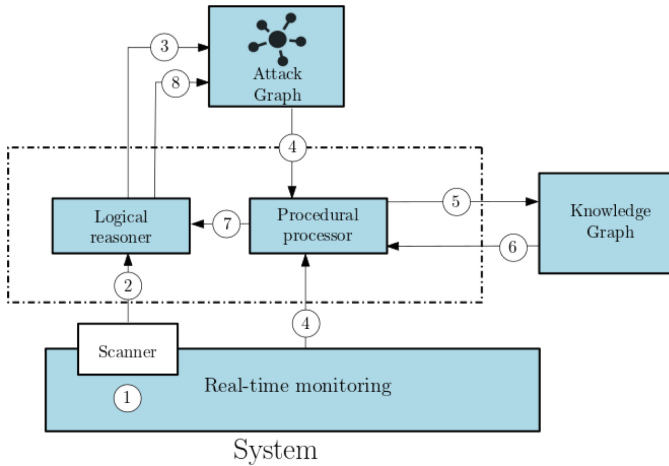 3
8
Attack
Graph
4
Logical
reasoner
7
Procedural
processor
5
6
Knowledge
Graph
2
4
Scanner
1
Real-time monitoring
System